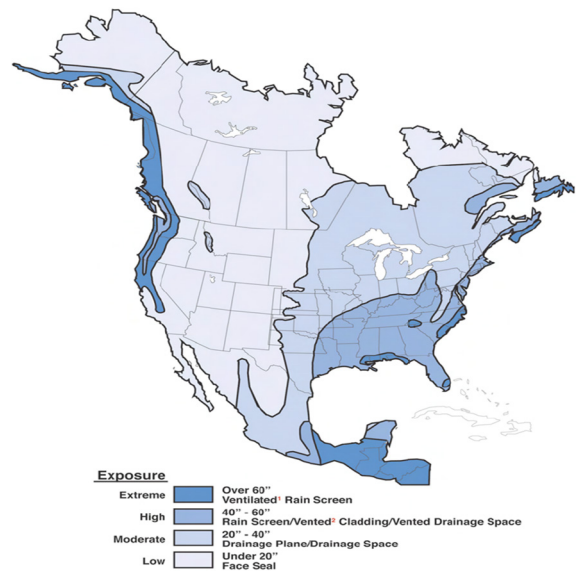 Exposure
Extreme
Over 60"
Ventilated¹ Rain Screen
High
40" - 60"
Rain Screen/Vented² Cladding/Vented Drainage Space
Moderate
20" - 40"
Drainage Plane/Drainage Space
Low
Under 20"
Face Seal